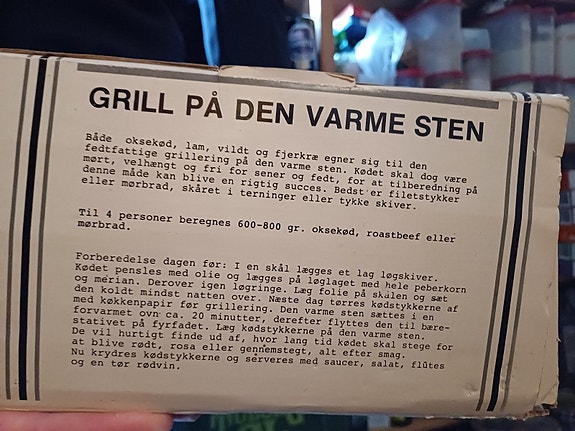 GRILL PÅ DEN VARME STEN
Både oksekød, lam, vildt og fjerkræ egner sig til den
fedtfattige grillering på den varme sten. Kødet skal dog være
mørt, velhængt og fri for sener og fedt, for at tilberedning på
denne måde kan blive en rigtig succes. Bedst er filetstykker
eller mørbrad, skåret i terninger eller tykke skiver.
Til 4 personer beregnes 600-800 gr. oksekød, roastbeef eller
mørbrad.
Forberedelse dagen før: I en skål lægges et lag løgskiver.
Kødet pensles med olie og lægges på løglaget med hele peberkorn
og merian. Derover igen løgringe. Læg folie på skålen og sæt
den koldt mindst natten over. Næste dag tørres kødstykkerne af
med køkkenpapir før grillering. Den varme sten sættes i en
forvarmet ovn ca. 20 minutter, derefter flyttes den til bære-
stativet på fyrfadet. Læg kødstykkerne på den varme sten.
De vil hurtigt finde ud af, hvor lang tid kødet skal stege for
at blive rødt, rosa eller gennemstegt, alt efter smag.
Nu krydres kødstykkerne og serveres med saucer, salat, flûtes
og en tør rødvin.